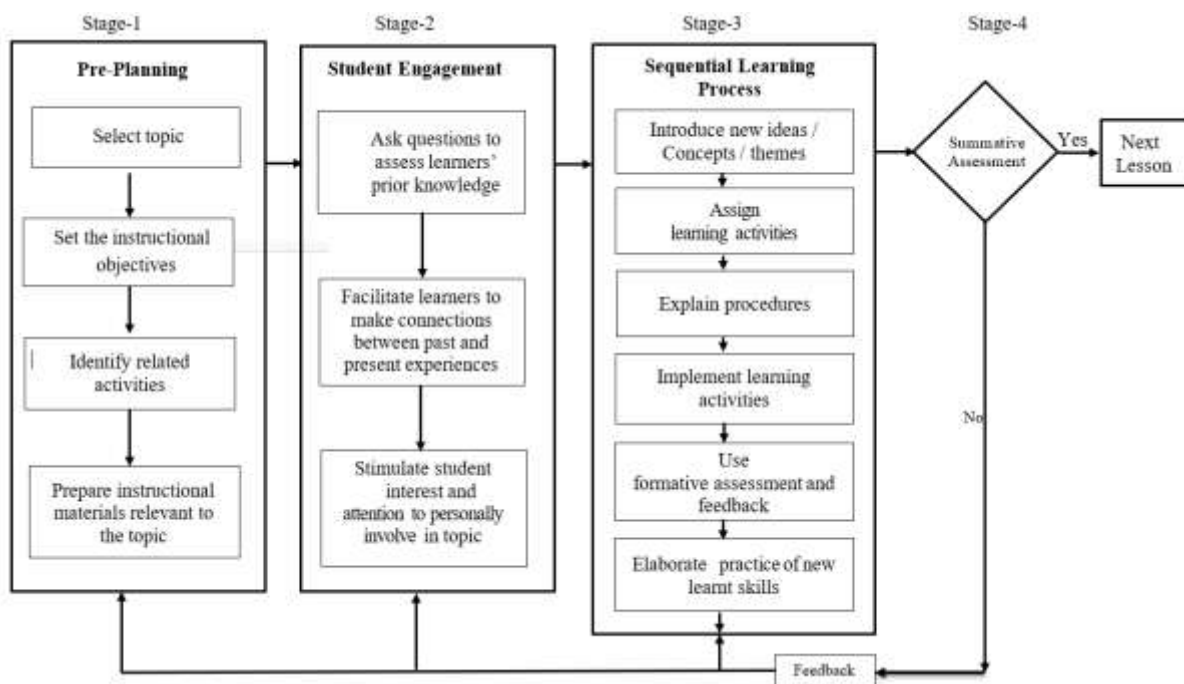 Stage-1
Stage-2
Stage-3
Stage-4
Pre-Planning
Select topic
Set the instructional
objectives
Identify related
activities
Prepare instructional
materials relevant to
the topic
Student Engagement
Ask questions to
assess learners’
prior knowledge
Facilitate learners to
make connections
between past and
present experiences
Stimulate student
interest and
attention to personally
involve in topic
Sequential Learning
Process
Introduce new ideas /
Concepts / themes
Assign
learning activities
Explain procedures
Implement learning
activities
Use
formative assessment and
feedback
Elaborate practice of new
learnt skills
Summative
Assessment
Yes
Next
Lesson
No
Feedback